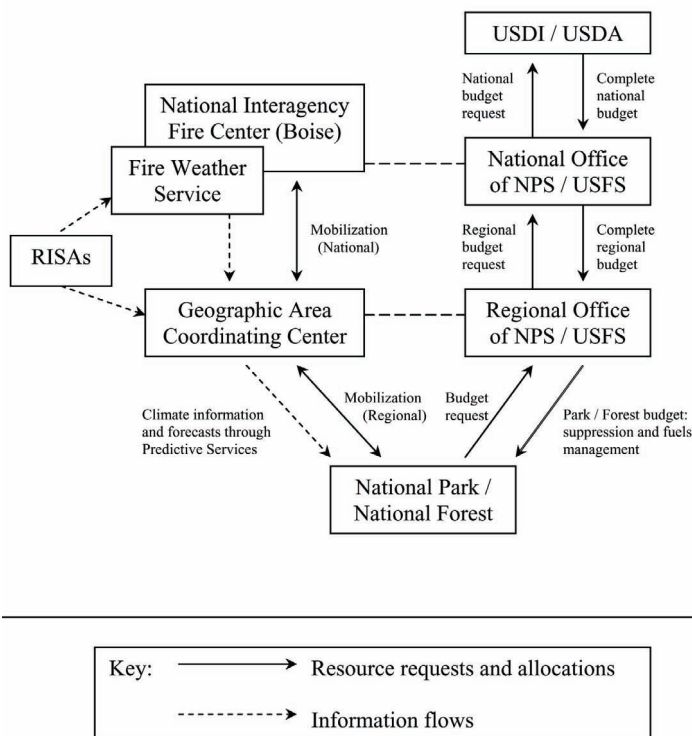 USDI / USDA
National
budget
request
Complete
national
budget
National Interagency
Fire Center (Boise)
Fire Weather
Service
National Office
of NPS / USFS
Mobilization
(National)
Regional
budget
request
Complete
regional
budget
RISAs
Geographic Area
Coordinating Center
Regional Office
of NPS / USFS
Climate information
and forecasts through
Predictive Services
Mobilization
(Regional)
Budget
request
Park / Forest budget:
suppression and fuels
management
National Park /
National Forest
Key:
Resource requests and allocations
Information flows